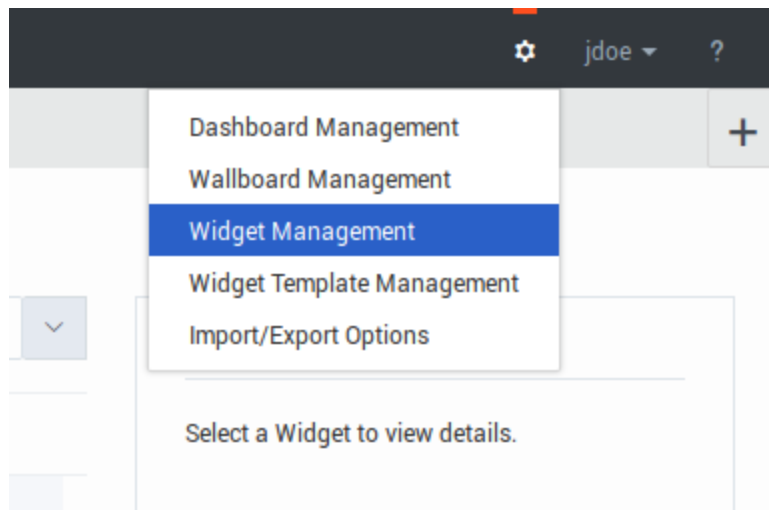 jdoe ?
Dashboard Management
Wallboard Management
Widget Management
Widget Template Management
Import/Export Options
Select a Widget to view details.